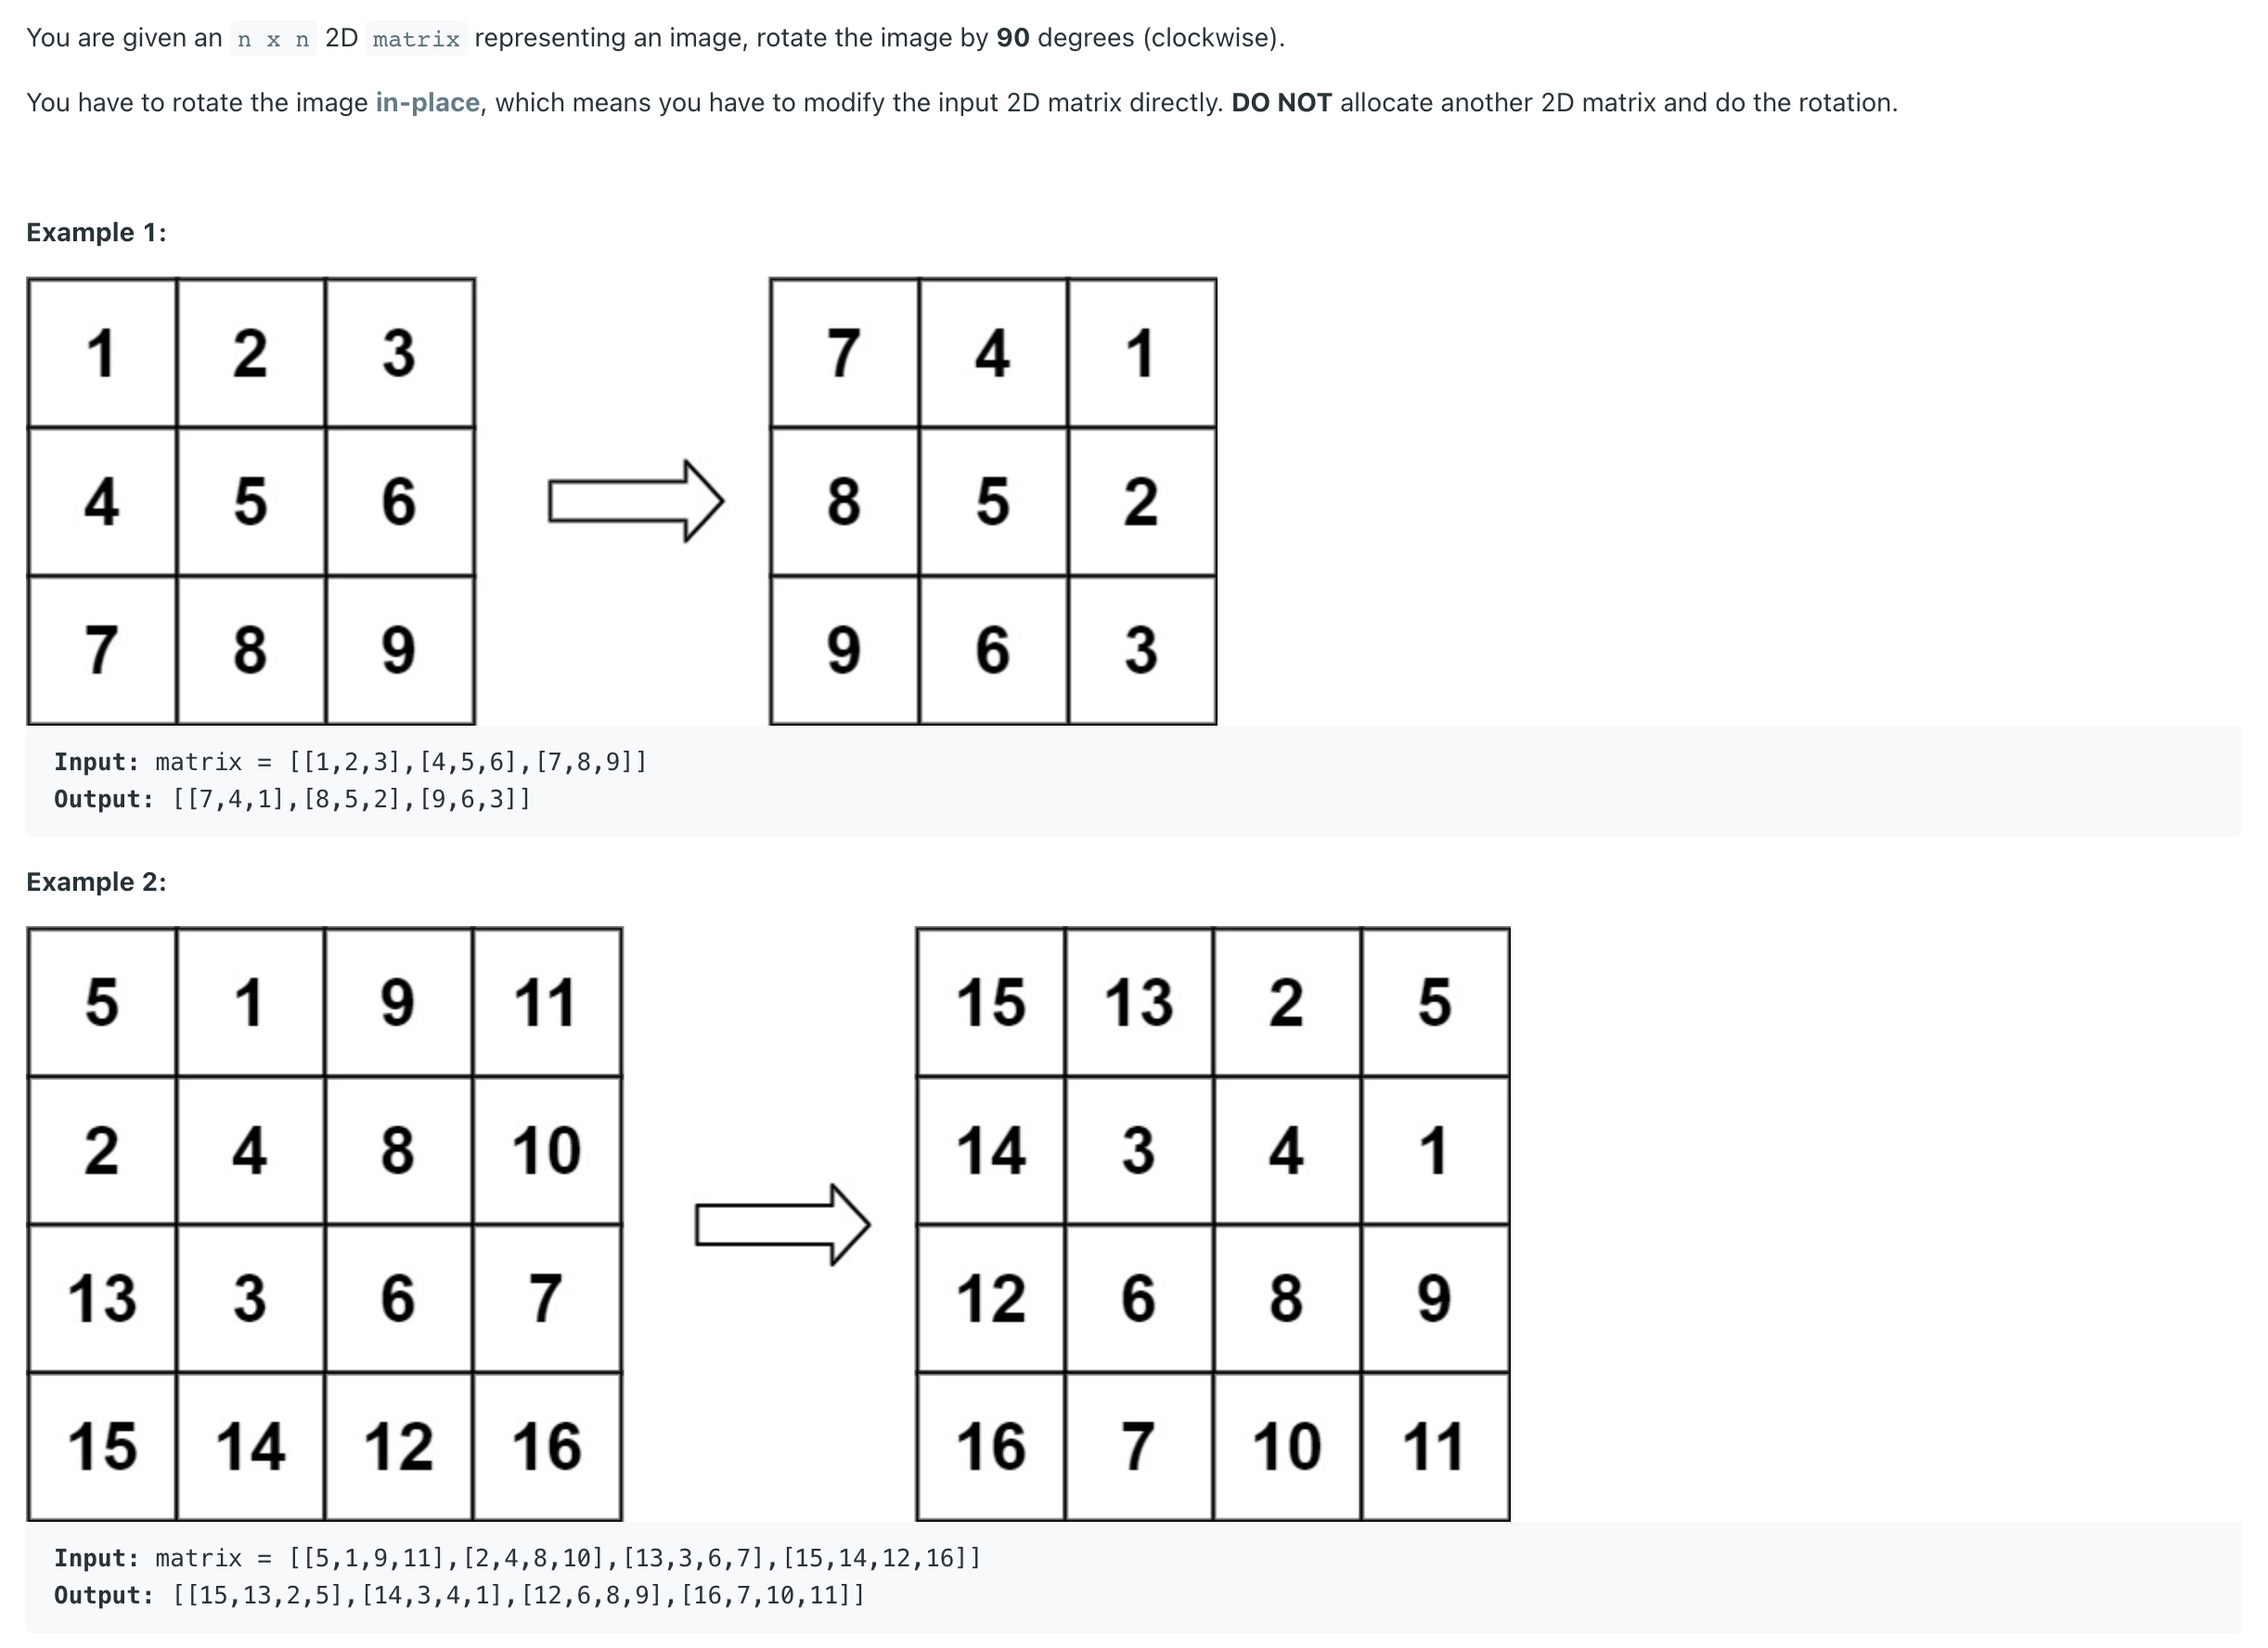 You are given an n x n 2D matrix representing an image, rotate the image by 90 degrees (clockwise).
You have to rotate the image in-place, which means you have to modify the input 2D matrix directly. DO NOT allocate another 2D matrix and do the rotation.
Example 1:
1 2 3 7 4 1
4 5 6 8 5 2
7 8 9 9 6 3
Input: matrix = [[1,2,3],[4,5,6],[7,8,9]]
Output: [[7,4,1],[8,5,2],[9,6,3]]
Example 2:
5 1 9 11 15 13 2 5
2 4 8 10 14 3 4 1
13 3 6 7 12 6 8 9
15 14 12 16 16 7 10 11
Input: matrix = [[5,1,9,11],[2,4,8,10],[13,3,6,7],[15,14,12,16]]
Output: [[15,13,2,5],[14,3,4,1],[12,6,8,9],[16,7,10,11]]